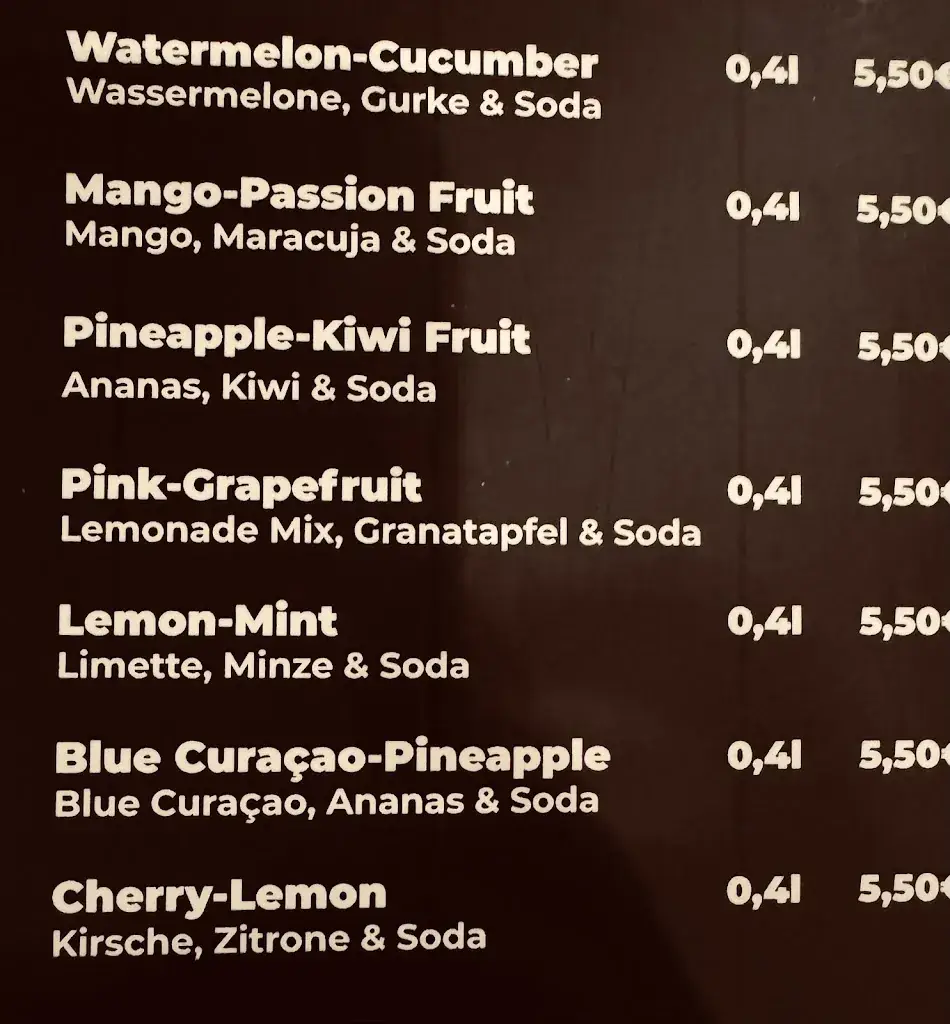 Watermelon-Cucumber 0,4l 5,50€
Wassermelone, Gurke & Soda
Mango-Passion Fruit 0,4l 5,50€
Mango, Maracuja & Soda
Pineapple-Kiwi Fruit 0,4l 5,50€
Ananas, Kiwi & Soda
Pink-Grapefruit 0,4l 5,50€
Lemonade Mix, Granatapfel & Soda
Lemon-Mint 0,4l 5,50€
Limette, Minze & Soda
Blue Curaçao-Pineapple 0,4l 5,50€
Blue Curaçao, Ananas & Soda
Cherry-Lemon 0,4l 5,50€
Kirsche, Zitrone & Soda